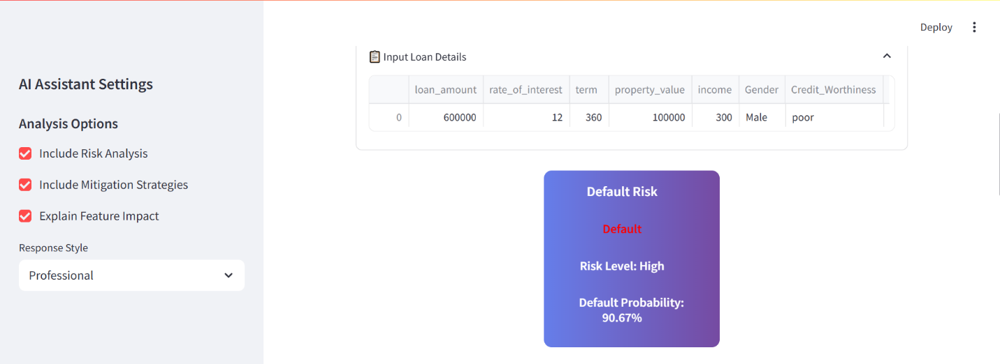 Deploy
AI Assistant Settings
Analysis Options
Include Risk Analysis
Include Mitigation Strategies
Explain Feature Impact
Response Style
Professional
Input Loan Details
loan_amount rate_of_interest term property_value income Gender Credit_Worthiness
0 600000 12 360 100000 300 Male poor
Default Risk
Default
Risk Level: High
Default Probability:
90.67%